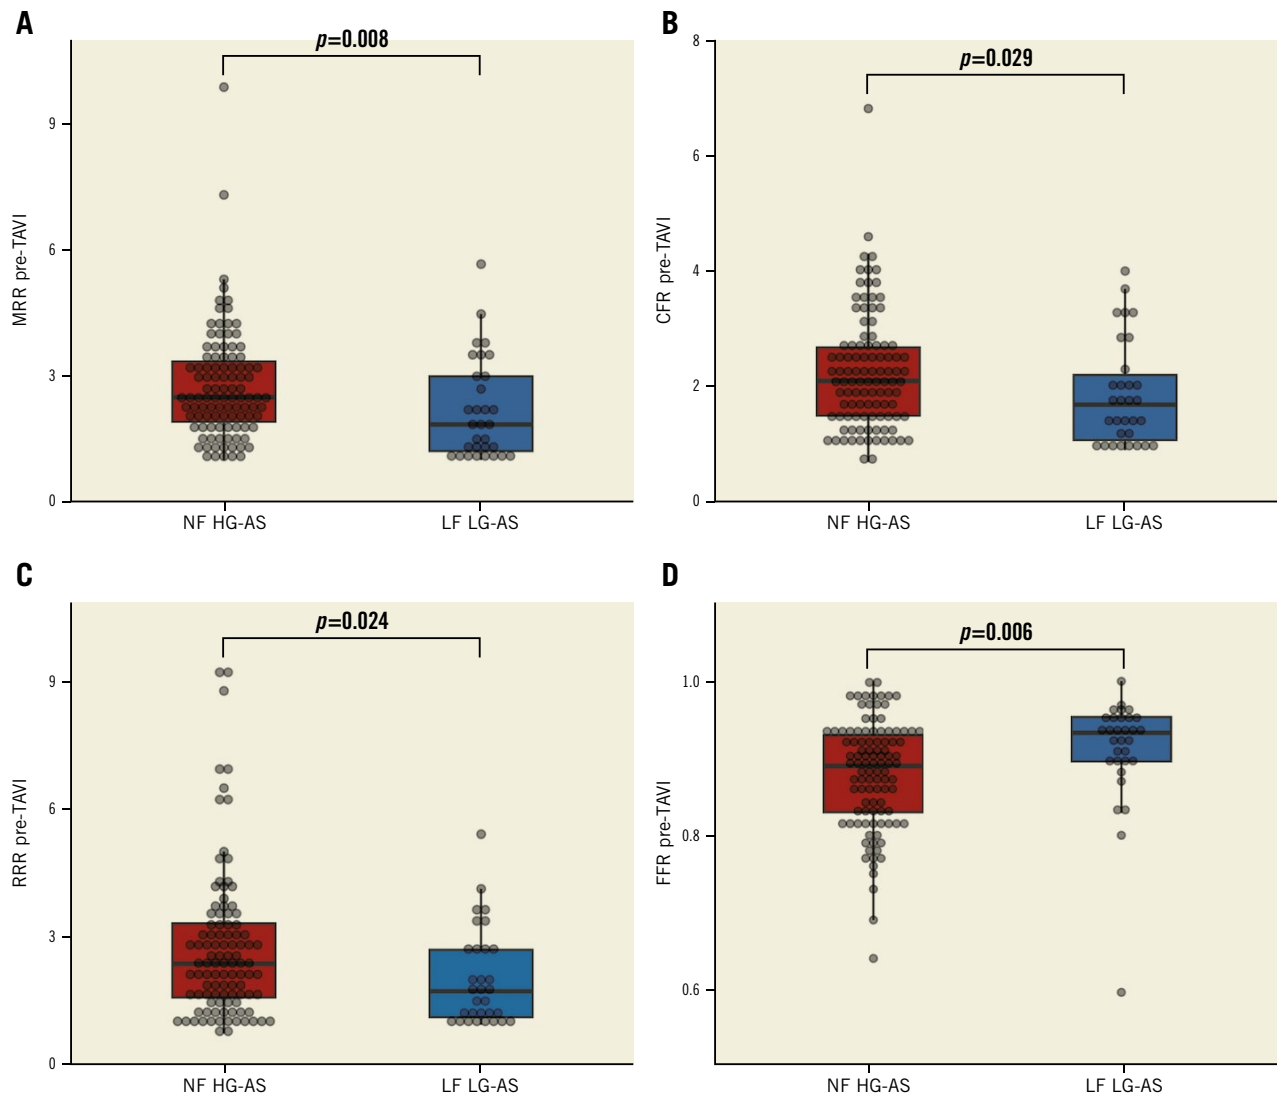 A
p=0.008
MRR pre-TAVI
9
6
3
0
NF HG-AS
LF LG-AS
B
p=0.029
CFR pre-TAVI
8
6
4
2
0
NF HG-AS
LF LG-AS
C
p=0.024
RRR pre-TAVI
9
6
3
0
NF HG-AS
LF LG-AS
D
p=0.006
FFR pre-TAVI
1.0
0.8
0.6
NF HG-AS
LF LG-AS